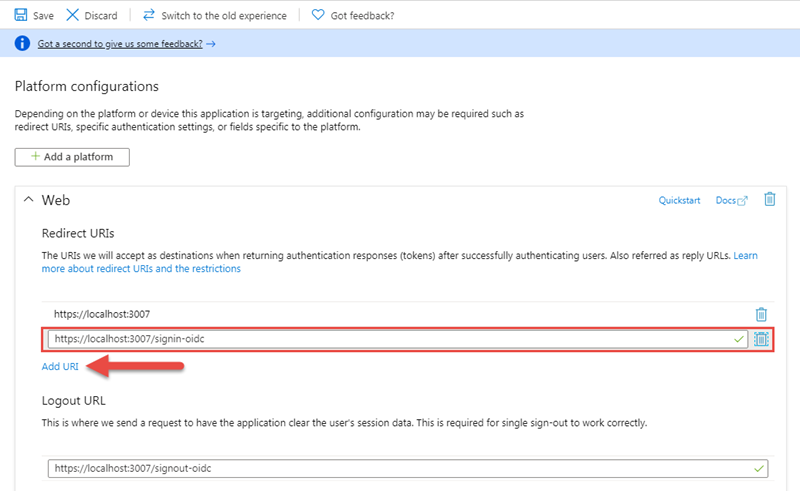 Save Discard Switch to the old experience Got feedback?
Got a second to give us some feedback?
Platform configurations
Depending on the platform or device this application is targeting, additional configuration may be required such as
redirect URIs, specific authentication settings, or fields specific to the platform.
Add a platform
Web Quickstart Docs
Redirect URIs
The URIs we will accept as destinations when returning authentication responses (tokens) after successfully authenticating users. Also referred as reply URLs. Learn
more about redirect URIs and the restrictions
https://localhost:3007
https://localhost:3007/signin-oidc
Add URI
Logout URL
This is where we send a request to have the application clear the user's session data. This is required for single sign-out to work correctly.
https://localhost:3007/signout-oidc